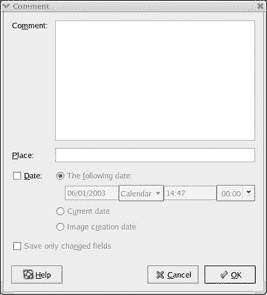 Comment
Comment:
Place:
Date:
The following date:
06/01/2003 Calendar 14:47 00:00
Current date
Image creation date
Save only changed fields
Help Cancel OK